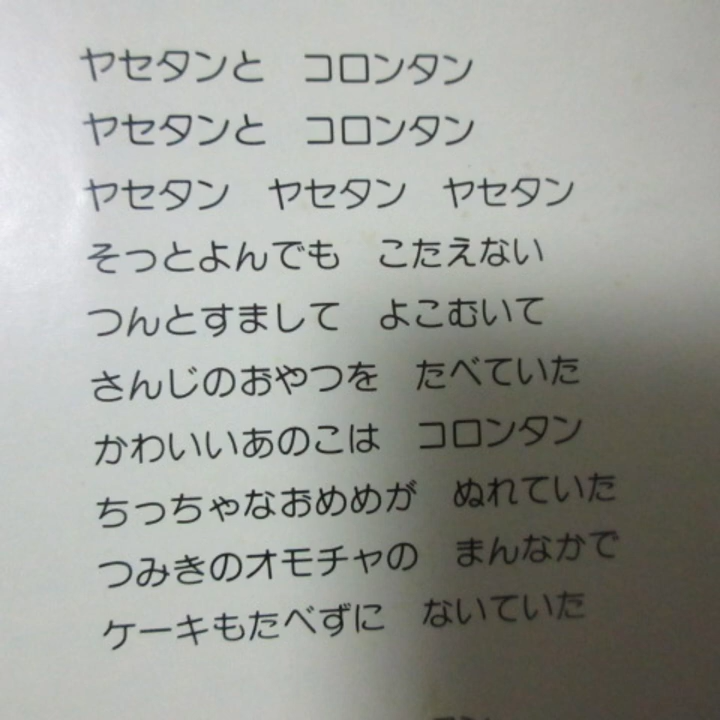 ヤセタンと　コロンタン
ヤセタンと　コロンタン
ヤセタン　ヤセタン　ヤセタン
そっとよんでも　こたえない
つんとすまして　よこむいて
さんじのおやつを　たべていた
かわいいあのこは　コロンタン
ちっちゃなおめめが　ぬれていた
つみきのオモチャの　まんなかで
ケーキもたべずに　ないていた